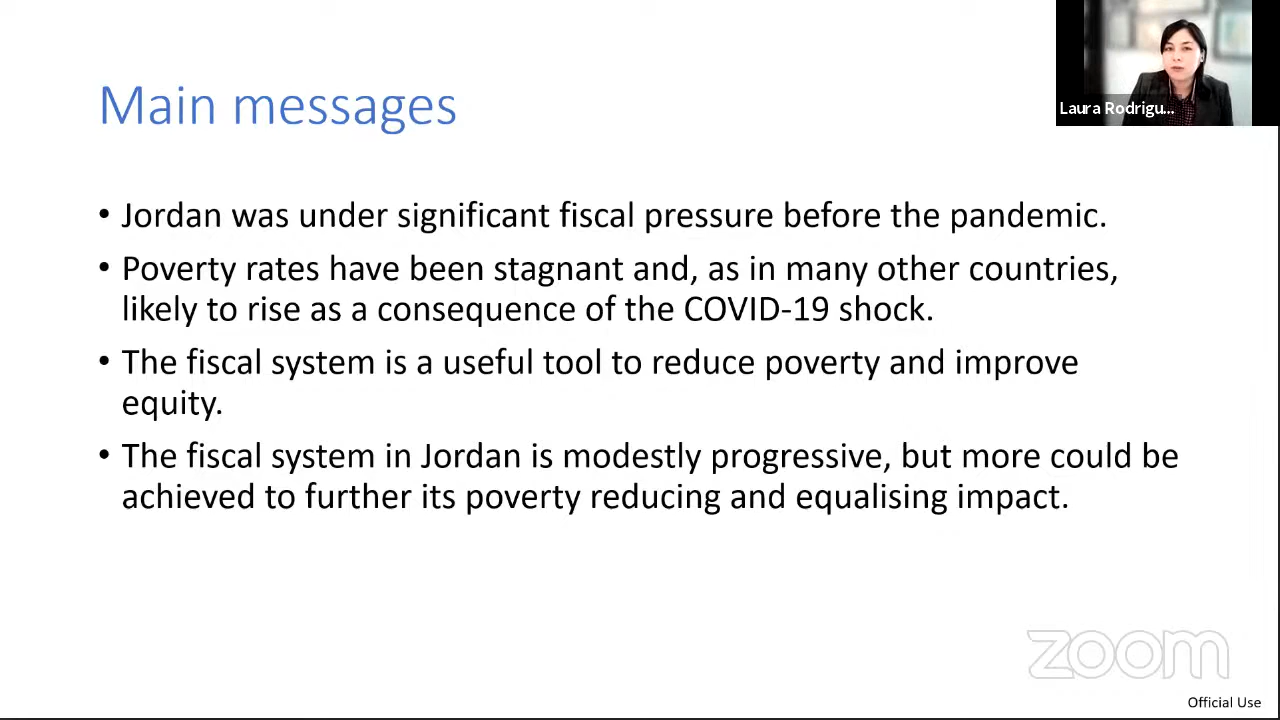 Main messages
Laura Rodrigu...
• Jordan was under significant fiscal pressure before the pandemic.
• Poverty rates have been stagnant and, as in many other countries,
likely to rise as a consequence of the COVID-19 shock.
• The fiscal system is a useful tool to reduce poverty and improve
equity.
• The fiscal system in Jordan is modestly progressive, but more could be
achieved to further its poverty reducing and equalising impact.
zoom
Official Use